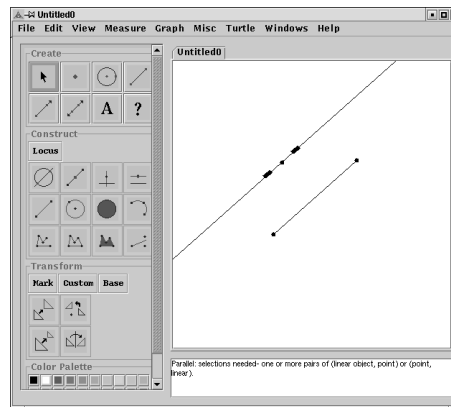 Untitled0
File Edit View Measure Graph Misc Turtle Windows Help
Create
A ?
Construct
Locus
Transform
Mark Custom Base
Color Palette
Untitled0
Parallel: selections needed- one or more pairs of (linear object, point) or (point,
linear).